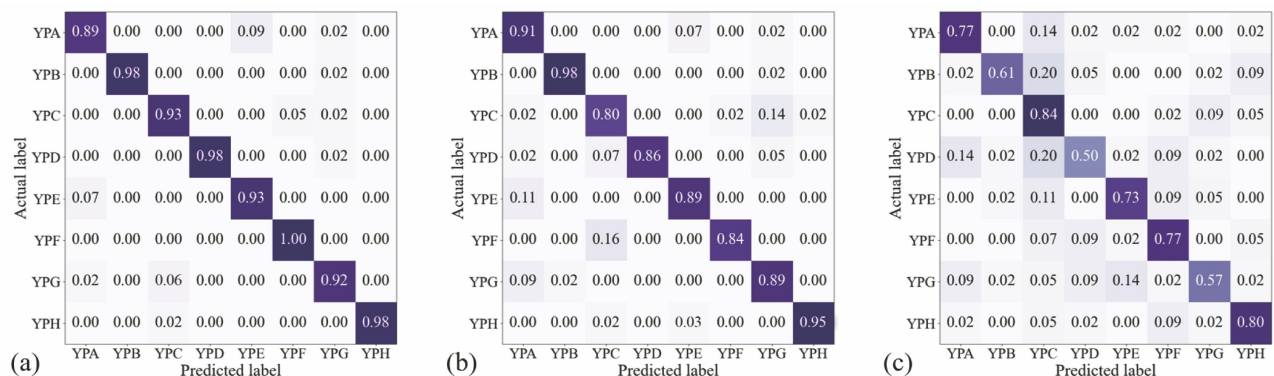 YPA 0.89 0.00 0.00 0.00 0.09 0.00 0.02 0.00
YPB 0.00 0.98 0.00 0.00 0.00 0.00 0.02 0.00
YPC 0.00 0.00 0.93 0.00 0.00 0.05 0.02 0.00
YPD 0.00 0.00 0.00 0.98 0.00 0.00 0.02 0.00
YPE 0.07 0.00 0.00 0.00 0.93 0.00 0.00 0.00
YPF 0.00 0.00 0.00 0.00 0.00 1.00 0.00 0.00
YPG 0.02 0.00 0.06 0.00 0.00 0.00 0.92 0.00
YPH 0.00 0.00 0.02 0.00 0.00 0.00 0.00 0.98
YPA YPB YPC YPD YPE YPF YPG YPH
Actual label
Predicted label
(a)
YPA 0.91 0.00 0.00 0.00 0.07 0.00 0.02 0.00
YPB 0.00 0.98 0.00 0.00 0.00 0.00 0.02 0.00
YPC 0.02 0.00 0.80 0.00 0.00 0.02 0.14 0.02
YPD 0.02 0.00 0.07 0.86 0.00 0.00 0.05 0.00
YPE 0.11 0.00 0.00 0.00 0.89 0.00 0.00 0.00
YPF 0.00 0.00 0.16 0.00 0.00 0.84 0.00 0.00
YPG 0.09 0.02 0.00 0.00 0.00 0.00 0.89 0.00
YPH 0.00 0.00 0.02 0.00 0.03 0.00 0.00 0.95
YPA YPB YPC YPD YPE YPF YPG YPH
Actual label
Predicted label
(b)
YPA 0.77 0.00 0.14 0.02 0.02 0.02 0.00 0.02
YPB 0.02 0.61 0.20 0.05 0.00 0.00 0.02 0.09
YPC 0.00 0.00 0.84 0.00 0.00 0.00 0.09 0.05
YPD 0.14 0.02 0.20 0.50 0.02 0.09 0.02 0.00
YPE 0.00 0.02 0.11 0.00 0.73 0.09 0.05 0.00
YPF 0.00 0.00 0.07 0.09 0.02 0.77 0.00 0.05
YPG 0.09 0.02 0.05 0.09 0.14 0.02 0.57 0.02
YPH 0.02 0.00 0.05 0.02 0.00 0.09 0.02 0.80
YPA YPB YPC YPD YPE YPF YPG YPH
Actual label
Predicted label
(c)